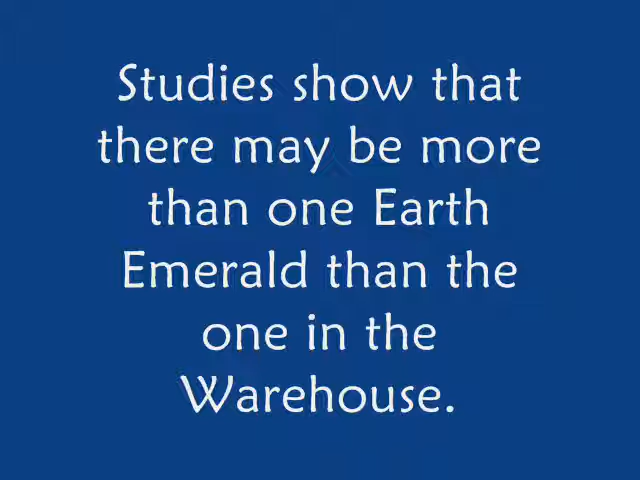 Studies show that
there may be more
than one Earth
Emerald than the
one in the
Warehouse.